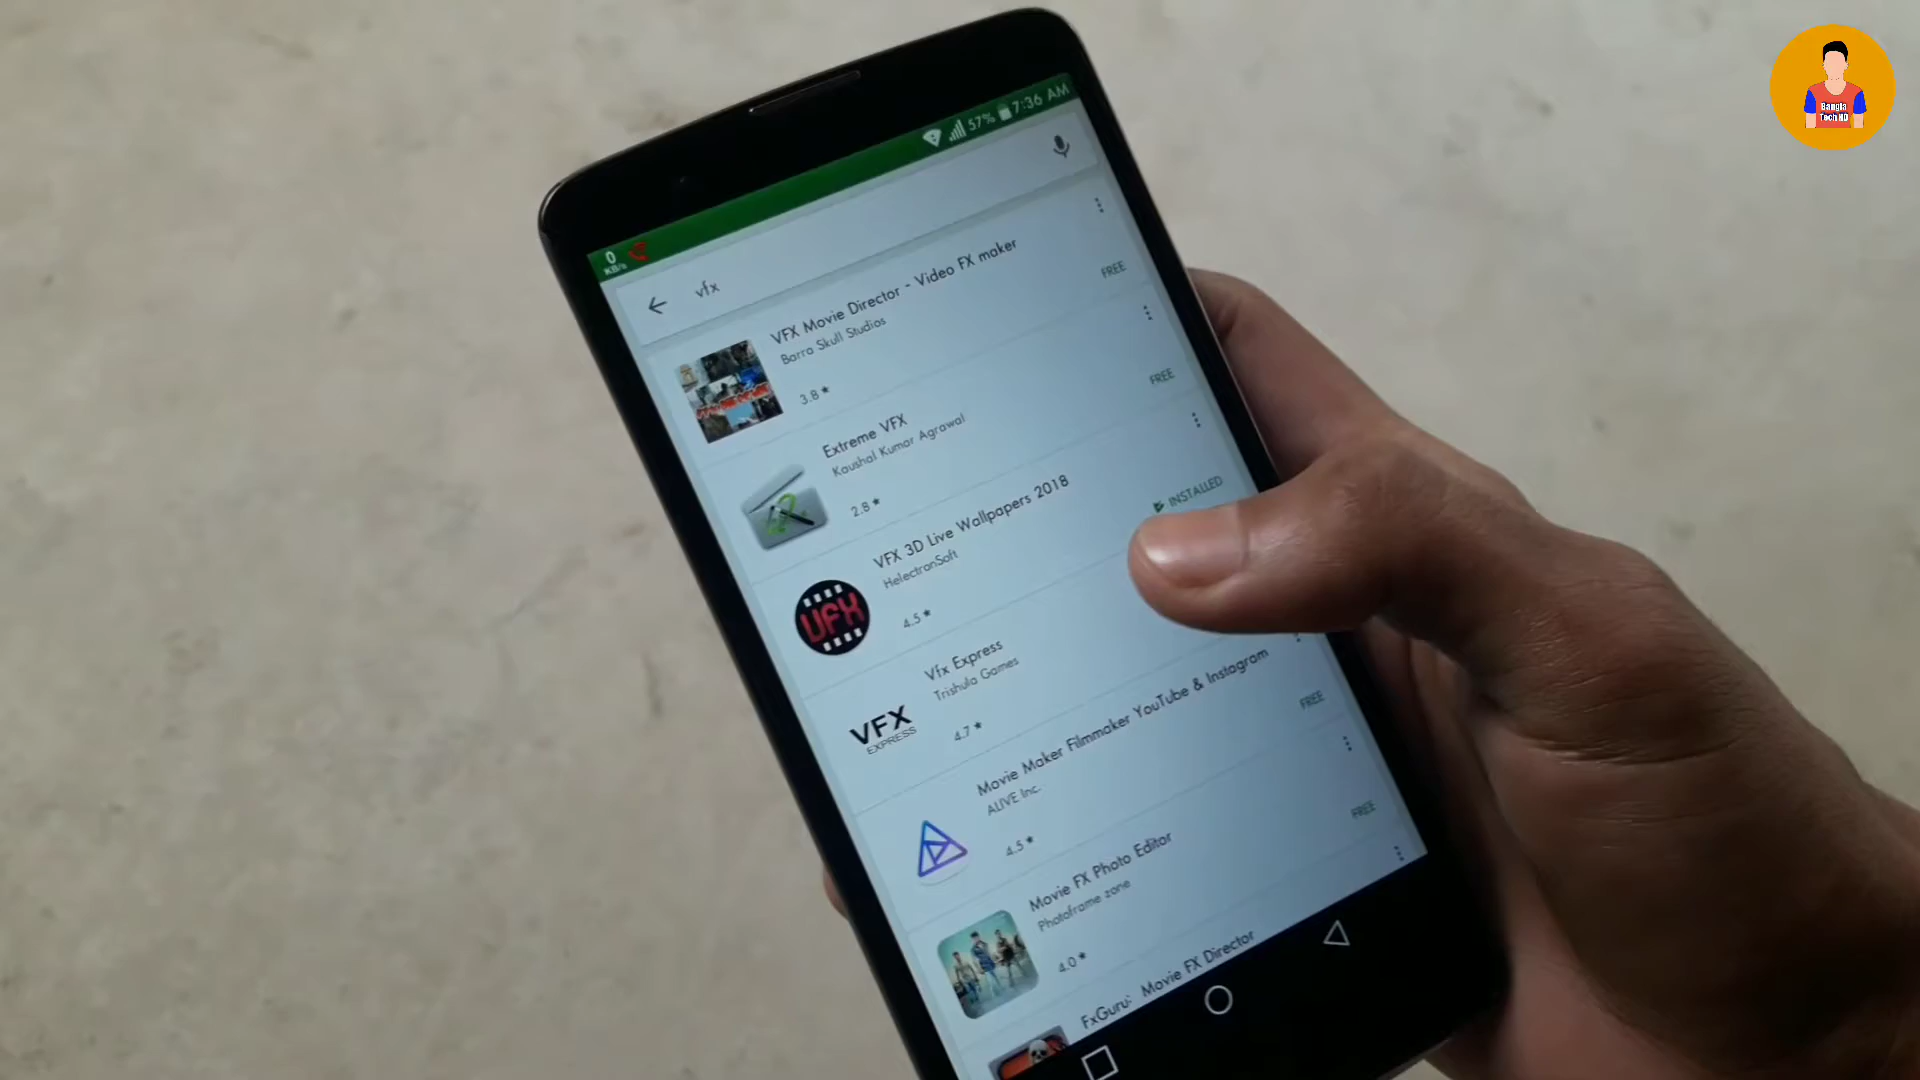 Bangla
Tech HD
0
KB/s
57%
7:36 AM
vfx
VFX Movie Director - Video FX maker
Barra Skull Studios
3.8 ★
FREE
Extreme VFX
Kaushal Kumar Agrawal
2.8 ★
FREE
VFX 3D Live Wallpapers 2018
HelectronSoft
4.5 ★
INSTALLED
VFX
Vfx Express
Trishula Games
4.7 ★
VFX
EXPRESS
Movie Maker Filmmaker YouTube & Instagram
ALIVE Inc.
4.5 ★
FREE
Movie FX Photo Editor
Photoframe zone
4.0 ★
FREE
FxGuru: Movie FX Director